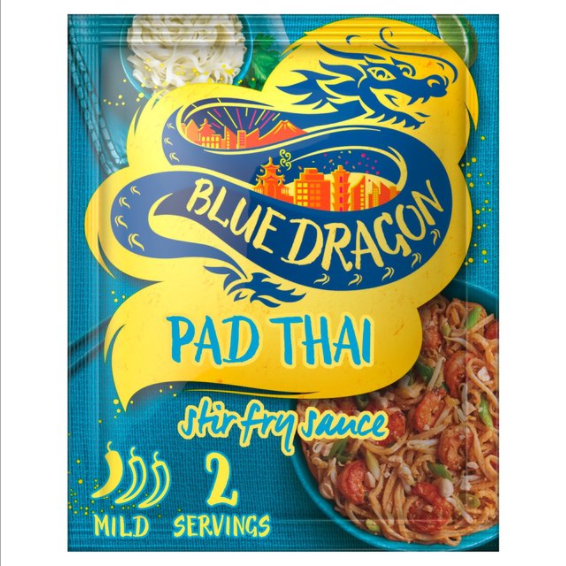 BLUE DRAGON
PAD THAI
stir fry sauce
2
MILD SERVINGS